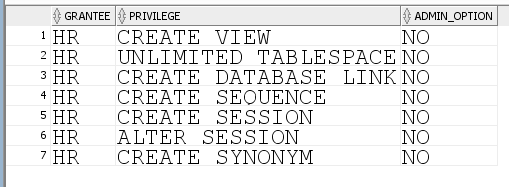 GRANTEE PRIVILEGE ADMIN_OPTION
1 HR CREATE VIEW NO
2 HR UNLIMITED TABLESPACE NO
3 HR CREATE DATABASE LINK NO
4 HR CREATE SEQUENCE NO
5 HR CREATE SESSION NO
6 HR ALTER SESSION NO
7 HR CREATE SYNONYM NO